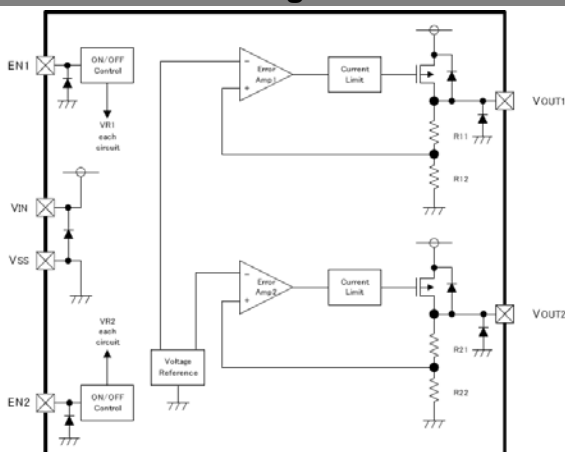 EN1
ON/OFF
Control
VR1
each
circuit
VIN
VSS
VR2
each
circuit
EN2
ON/OFF
Control
Voltage
Reference
−
+
Error
Amp1
Current
Limit
R11
R12
VOUT1
−
+
Error
Amp2
Current
Limit
R21
R22
VOUT2